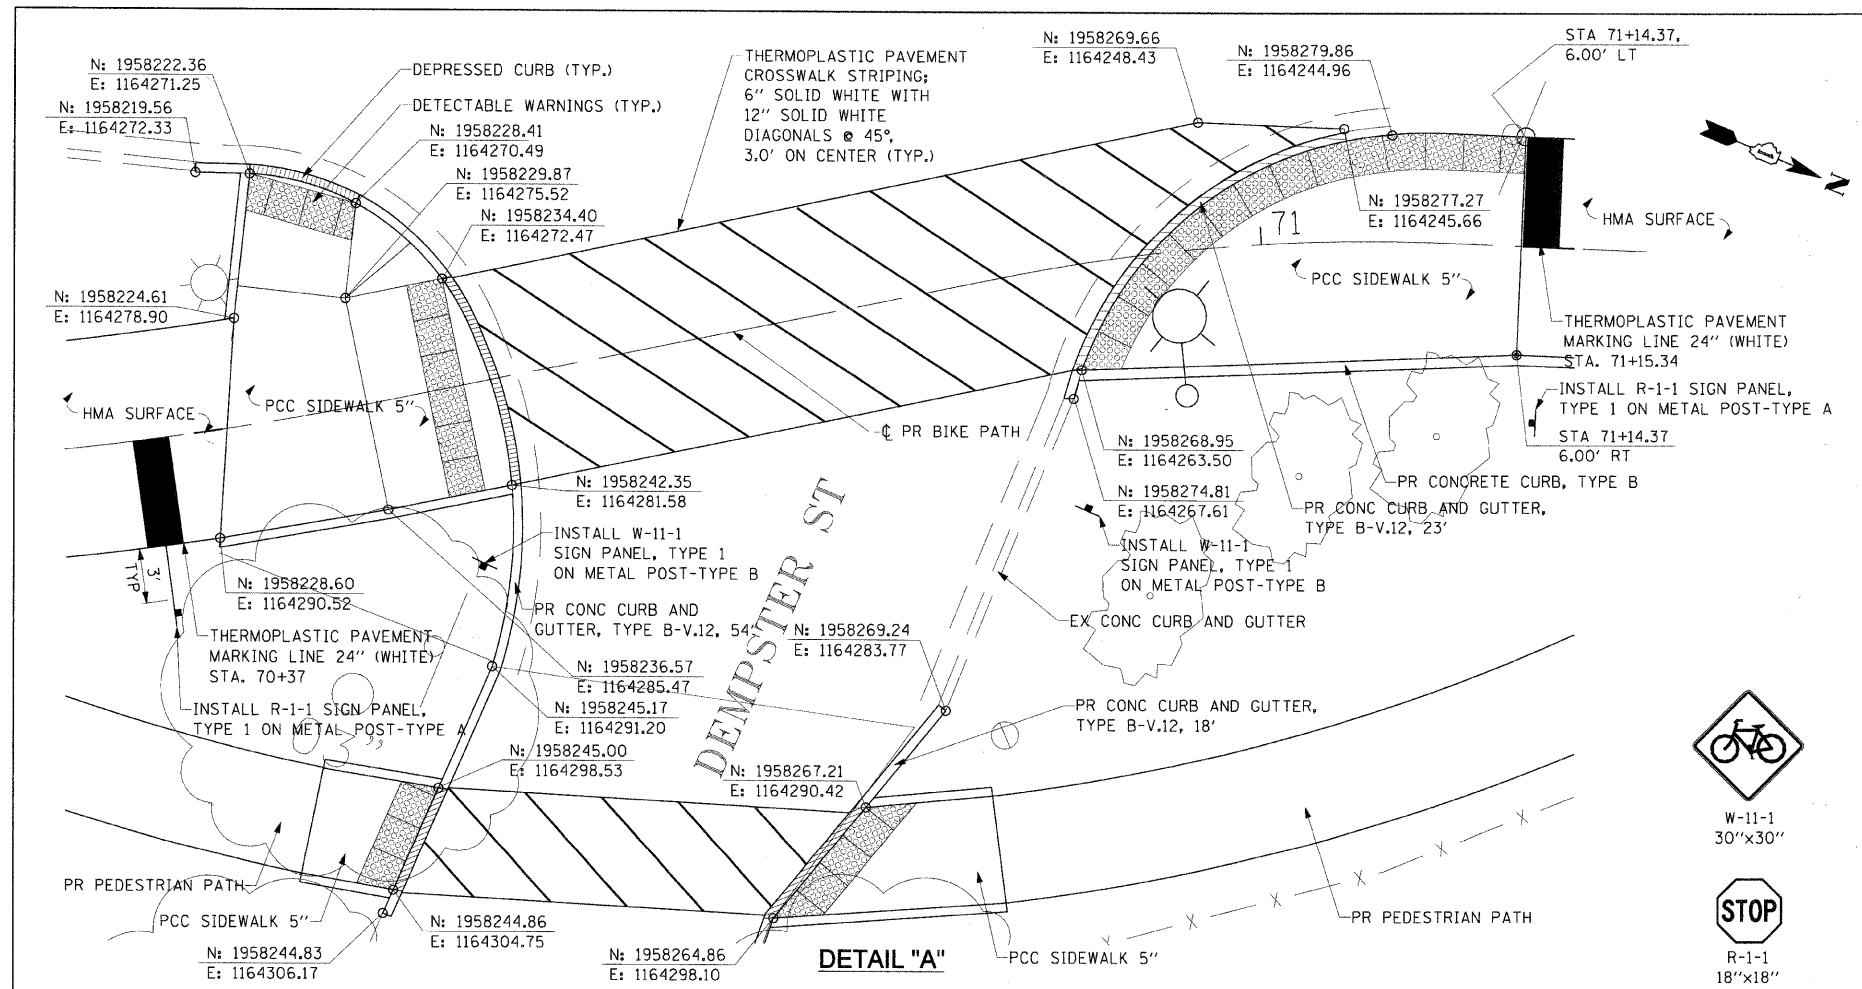 N: 1958222.36
E: 1164271.25
N: 1958219.56
E: 1164272.33
DEPRESSED CURB (TYP.)
DETECTABLE WARNINGS (TYP.)
N: 1958228.41
E: 1164270.49
N: 1958229.87
E: 1164275.52
N: 1958234.40
E: 1164272.47
THERMOPLASTIC PAVEMENT
CROSSWALK STRIPING;
6" SOLID WHITE WITH
12" SOLID WHITE
DIAGONALS @ 45°,
3.0' ON CENTER (TYP.)
N: 1958269.66
E: 1164248.43
N: 1958279.86
E: 1164244.96
STA 71+14.37,
6.00' LT
N
N: 1958277.27
E: 1164245.66
HMA SURFACE
71
PCC SIDEWALK 5"
N: 1958224.61
E: 1164278.90
THERMOPLASTIC PAVEMENT
MARKING LINE 24" (WHITE)
STA. 71+15.34
HMA SURFACE
PCC SIDEWALK 5"
INSTALL R-1-1 SIGN PANEL,
TYPE 1 ON METAL POST-TYPE A
STA 71+14.37
6.00' RT
℄ PR BIKE PATH
N: 1958268.95
E: 1164263.50
PR CONCRETE CURB, TYPE B
N: 1958242.35
E: 1164281.58
N: 1958274.81
E: 1164267.61
PR CONC CURB AND GUTTER,
TYPE B-V.12, 23'
INSTALL W-11-1
SIGN PANEL, TYPE 1
ON METAL POST-TYPE B
INSTALL W-11-1
SIGN PANEL, TYPE 1
ON METAL POST-TYPE B
3'
TYP
N: 1958228.60
E: 1164290.52
PR CONC CURB AND
GUTTER, TYPE B-V.12, 54'
DEMPSTER ST
EX CONC CURB AND GUTTER
THERMOPLASTIC PAVEMENT
MARKING LINE 24" (WHITE)
STA. 70+37
N: 1958269.24
E: 1164283.77
N: 1958236.57
E: 1164285.47
N: 1958245.17
E: 1164291.20
INSTALL R-1-1 SIGN PANEL,
TYPE 1 ON METAL POST-TYPE A
PR CONC CURB AND GUTTER,
TYPE B-V.12, 18'
N: 1958245.00
E: 1164298.53
N: 1958267.21
E: 1164290.42
W-11-1
30"x30"
PR PEDESTRIAN PATH
PCC SIDEWALK 5"
N: 1958244.86
E: 1164304.75
N: 1958244.83
E: 1164306.17
N: 1958264.86
E: 1164298.10
DETAIL "A"
PCC SIDEWALK 5"
PR PEDESTRIAN PATH
X
X
X
X
X
STOP
R-1-1
18"x18"